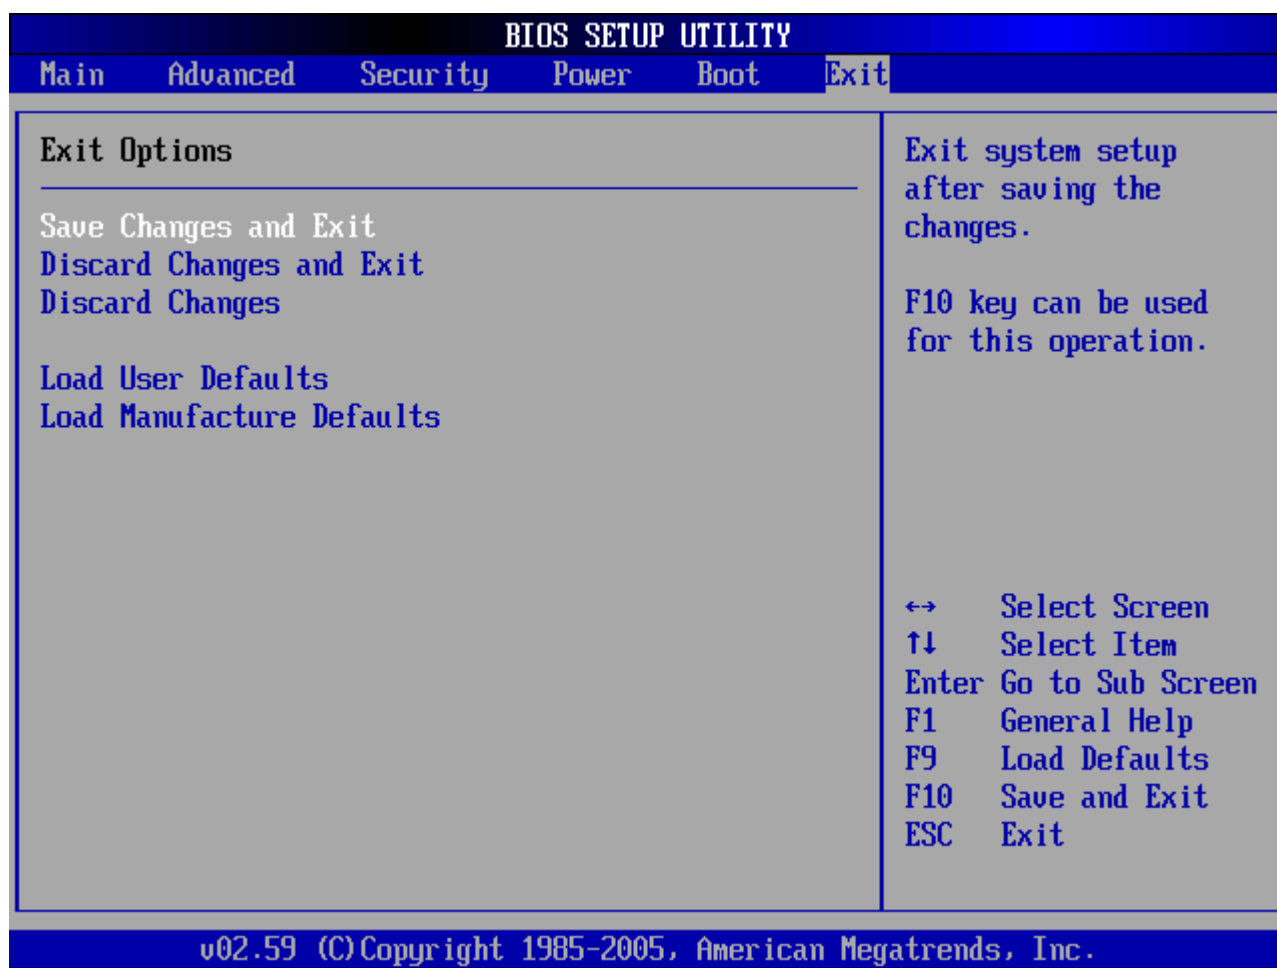 BIOS SETUP UTILITY
Main Advanced Security Power Boot Exit
Exit Options
Save Changes and Exit
Discard Changes and Exit
Discard Changes
Load User Defaults
Load Manufacture Defaults
Exit system setup
after saving the
changes.
F10 key can be used
for this operation.
↔ Select Screen
↑↓ Select Item
Enter Go to Sub Screen
F1 General Help
F9 Load Defaults
F10 Save and Exit
ESC Exit
v02.59 (C)Copyright 1985-2005, American Megatrends, Inc.